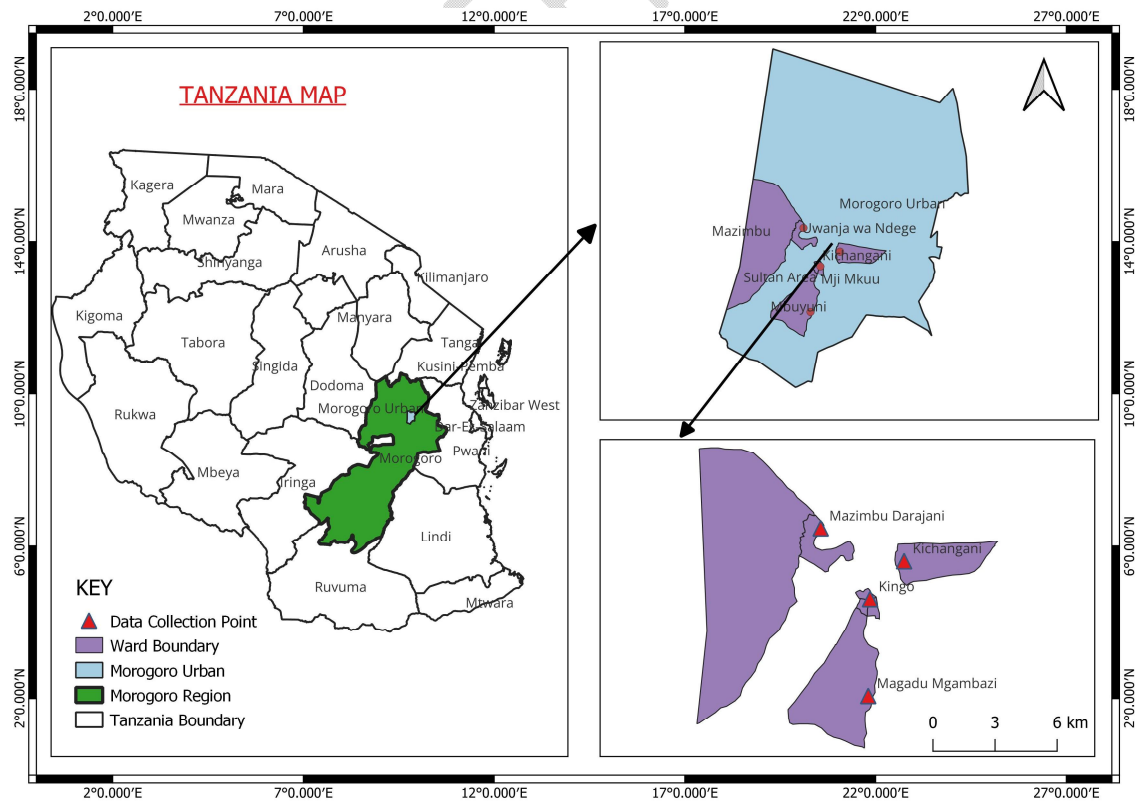 2°0.000'E 7°0.000'E 12°0.000'E 17°0.000'E 22°0.000'E 27°0.000'E
18°0.000'N
14°0.000'N
10°0.000'N
6°0.000'N
2°0.000'N
TANZANIA MAP
Kagera
Mara
Mwanza
Arusha
Shinyanga
Kilimanjaro
Kigoma
Manyara
Tabora
Tanga
Singida
Kusini-Pemba
Dodoma
Morogoro Urban
Zanzibar West
Rukwa
Dar-Es-Salaam
Pwani
Morogoro
Mbeya
Iringa
Lindi
Ruvuma
Mtwara
KEY
Data Collection Point
Ward Boundary
Morogoro Urban
Morogoro Region
Tanzania Boundary
Morogoro Urban
Mazimbu
Uwanja wa Ndege
Kichangani
Sultan Area
Mji Mkuu
Mbuyuni
Mazimbu Darajani
Kichangani
Kingo
Magadu Mgambazi
0 3 6 km
18°0.000'N
14°0.000'N
10°0.000'N
6°0.000'N
2°0.000'N
2°0.000'E 7°0.000'E 12°0.000'E 17°0.000'E 22°0.000'E 27°0.000'E